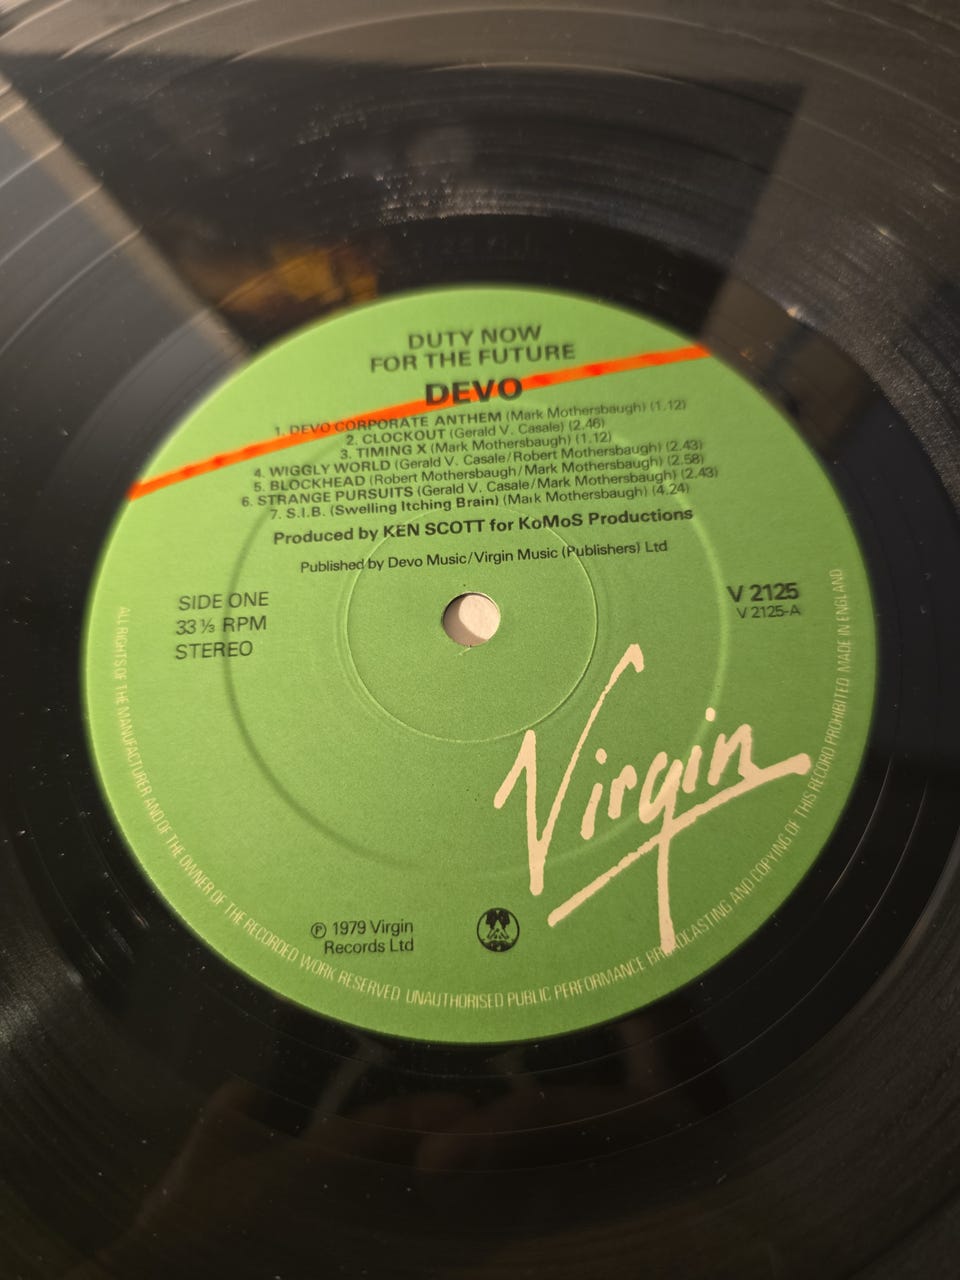 DUTY NOW
FOR THE FUTURE
DEVO
1. DEVO CORPORATE ANTHEM (Mark Mothersbaugh) (1.12)
2. CLOCKOUT (Gerald V. Casale) (2.46)
3. TIMING X (Mark Mothersbaugh) (1.12)
4. WIGGLY WORLD (Gerald V. Casale/Robert Mothersbaugh) (2.43)
5. BLOCKHEAD (Robert Mothersbaugh/Mark Mothersbaugh) (2.58)
6. STRANGE PURSUITS (Gerald V. Casale/Mark Mothersbaugh) (2.43)
7. S.I.B. (Swelling Itching Brain) (Mark Mothersbaugh) (4.24)
Produced by KEN SCOTT for KoMoS Productions
Published by Devo Music/Virgin Music (Publishers) Ltd
SIDE ONE
33⅓ RPM
STEREO
V 2125
V 2125-A
Virgin
℗ 1979 Virgin
Records Ltd
ALL RIGHTS OF THE MANUFACTURER AND OF THE OWNER OF THE RECORDED WORK RESERVED UNAUTHORISED PUBLIC PERFORMANCE BROADCASTING AND COPYING OF THIS RECORD PROHIBITED MADE IN ENGLAND